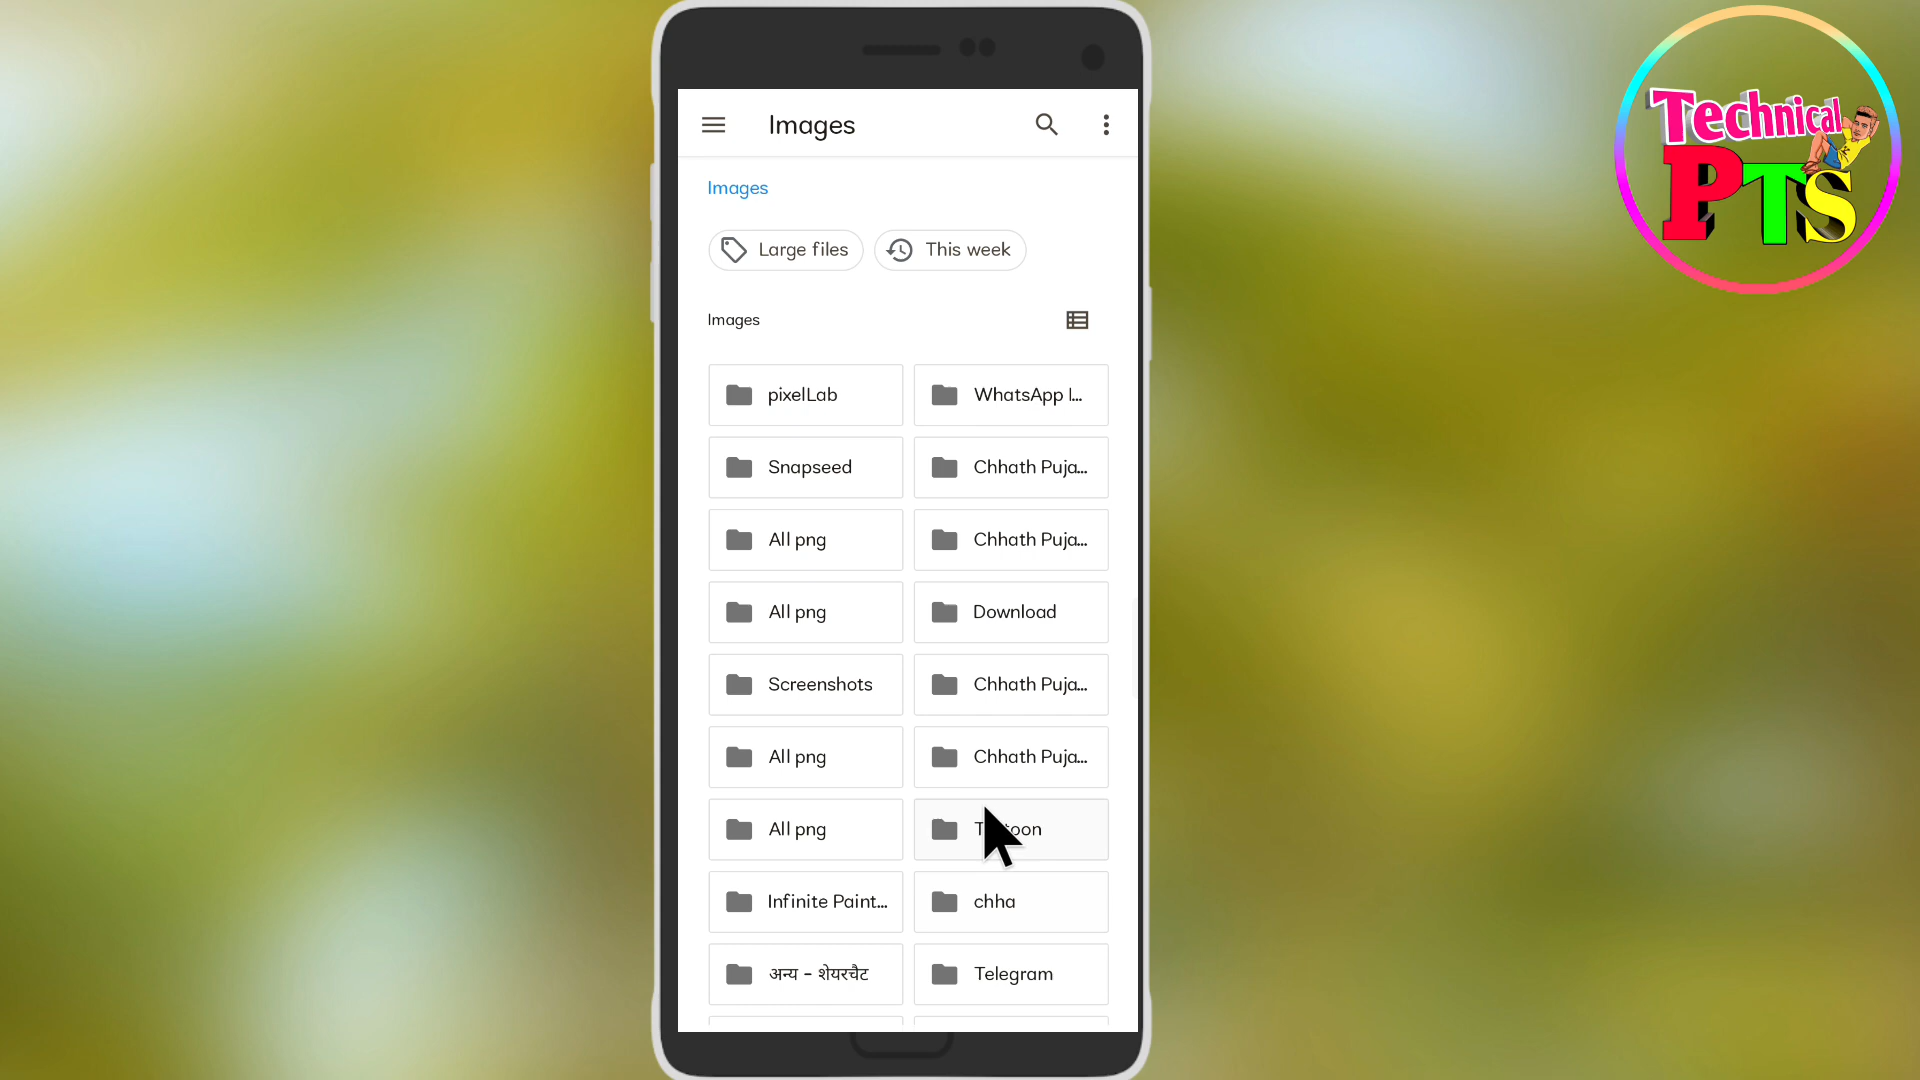 Images
Images
Large files
This week
Images
pixelLab
WhatsApp I...
Snapseed
Chhath Puja...
All png
Chhath Puja...
All png
Download
Screenshots
Chhath Puja...
All png
Chhath Puja...
All png
Infinite Paint...
chha
अन्य - शेयरचैट
Telegram
Technical
PTS